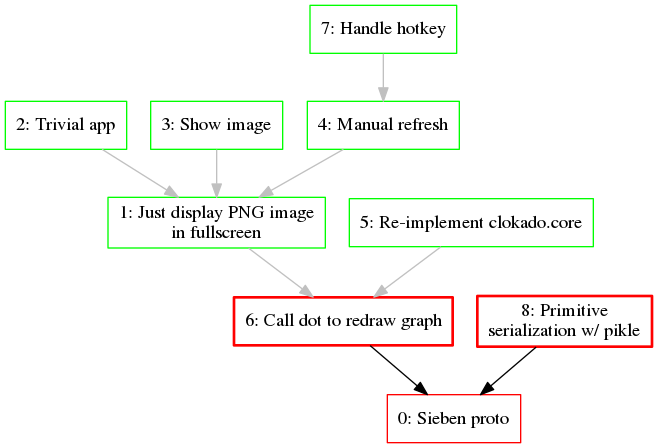 7: Handle hotkey
2: Trivial app
3: Show image
4: Manual refresh
1: Just display PNG image
in fullscreen
5: Re-implement clokado.core
6: Call dot to redraw graph
8: Primitive
serialization w/ pikle
0: Sieben proto